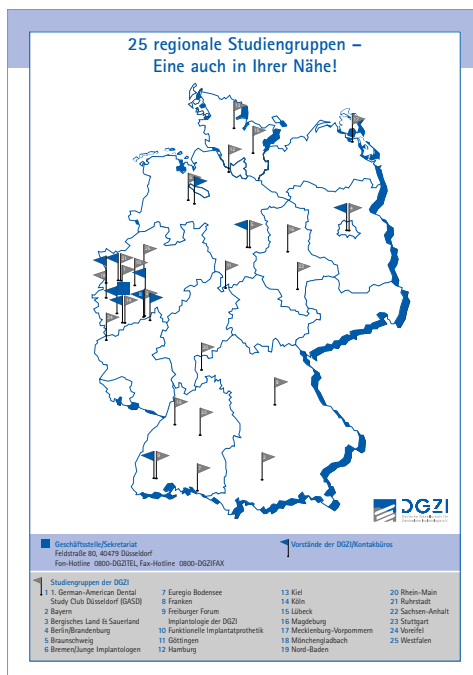 25 regionale Studiengruppen –
Eine auch in Ihrer Nähe!
DGZI
Geschäftsstelle/Sekretariat
Feldstraße 80, 40479 Düsseldorf
Fon-Hotline 0800-DGZITEL, Fax-Hotline 0800-DGZIFAX
Vorstände der DGZI/Kontakbüros
Studiengruppen der DGZI
1 1. German-American Dental
Study Club Düsseldorf (GASD)
2 Bayern
3 Bergisches Land & Sauerland
4 Berlin/Brandenburg
5 Braunschweig
6 Bremen/Junge Implantologen
7 Euregio Bodensee
8 Franken
9 Freiburger Forum
Implantologie der DGZI
10 Funktionelle Implantatprothetik
11 Göttingen
12 Hamburg
13 Kiel
14 Köln
15 Lübeck
16 Magdeburg
17 Mecklenburg-Vorpommern
18 Mönchengladbach
19 Nord-Baden
20 Rhein-Main
21 Ruhrstadt
22 Sachsen-Anhalt
23 Stuttgart
24 Voreifel
25 Westfalen